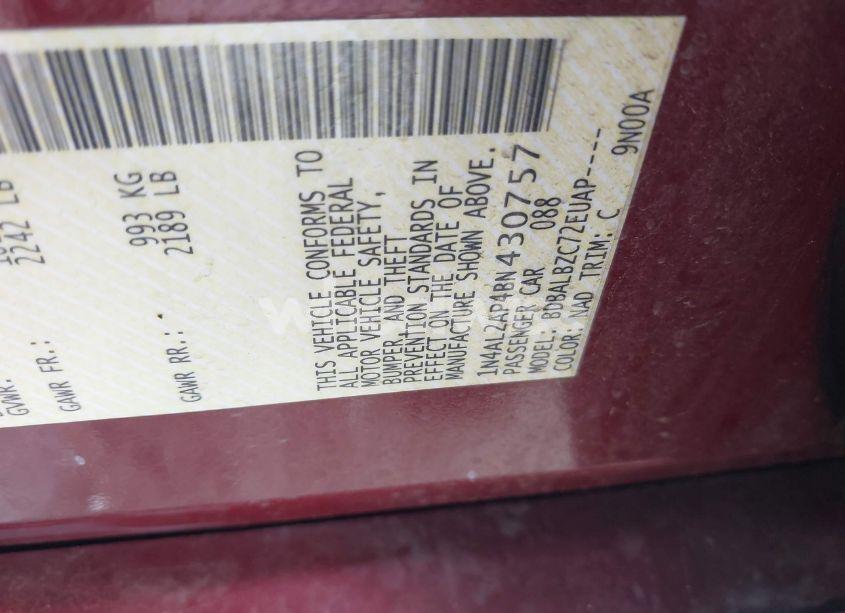 GVWR:
2242 LB
GAWR FR.:
993 KG
2189 LB
GAWR RR.:
THIS VEHICLE CONFORMS TO
ALL APPLICABLE FEDERAL
MOTOR VEHICLE SAFETY,
BUMPER, AND THEFT
PREVENTION STANDARDS IN
EFFECT ON THE DATE OF
MANUFACTURE SHOWN ABOVE.
1N4AL2AP4BN430757
PASSENGER CAR 088
MODEL: BDBALBZC72EUAP----
COLOR: NAD TRIM: C 9N00A